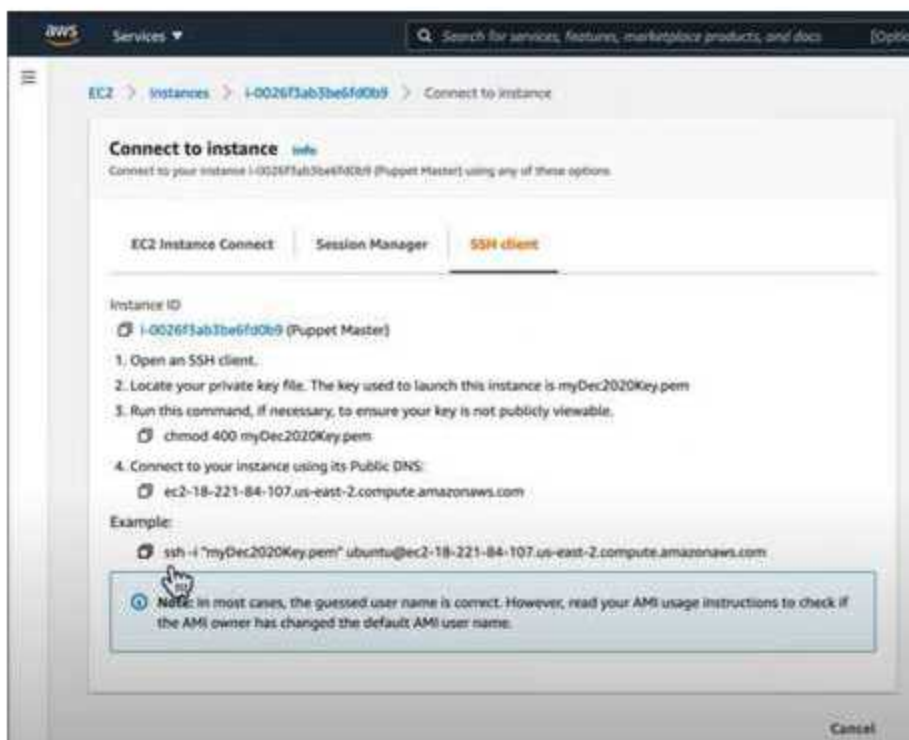 aws Services ▼ Search for services, features, marketplace products, and docs [Optio
EC2 > Instances > i-0026f3ab3be6fd0b9 > Connect to instance
Connect to instance Info
Connect to your instance i-0026f3ab3be6fd0b9 (Puppet Master) using any of these options
EC2 Instance Connect Session Manager SSH client
Instance ID
i-0026f3ab3be6fd0b9 (Puppet Master)
1. Open an SSH client.
2. Locate your private key file. The key used to launch this instance is myDec2020Key.pem
3. Run this command, if necessary, to ensure your key is not publicly viewable.
chmod 400 myDec2020Key.pem
4. Connect to your instance using its Public DNS:
ec2-18-221-84-107.us-east-2.compute.amazonaws.com
Example:
ssh -i "myDec2020Key.pem" ubuntu@ec2-18-221-84-107.us-east-2.compute.amazonaws.com
Note: In most cases, the guessed user name is correct. However, read your AMI usage instructions to check if
the AMI owner has changed the default AMI user name.
Cancel